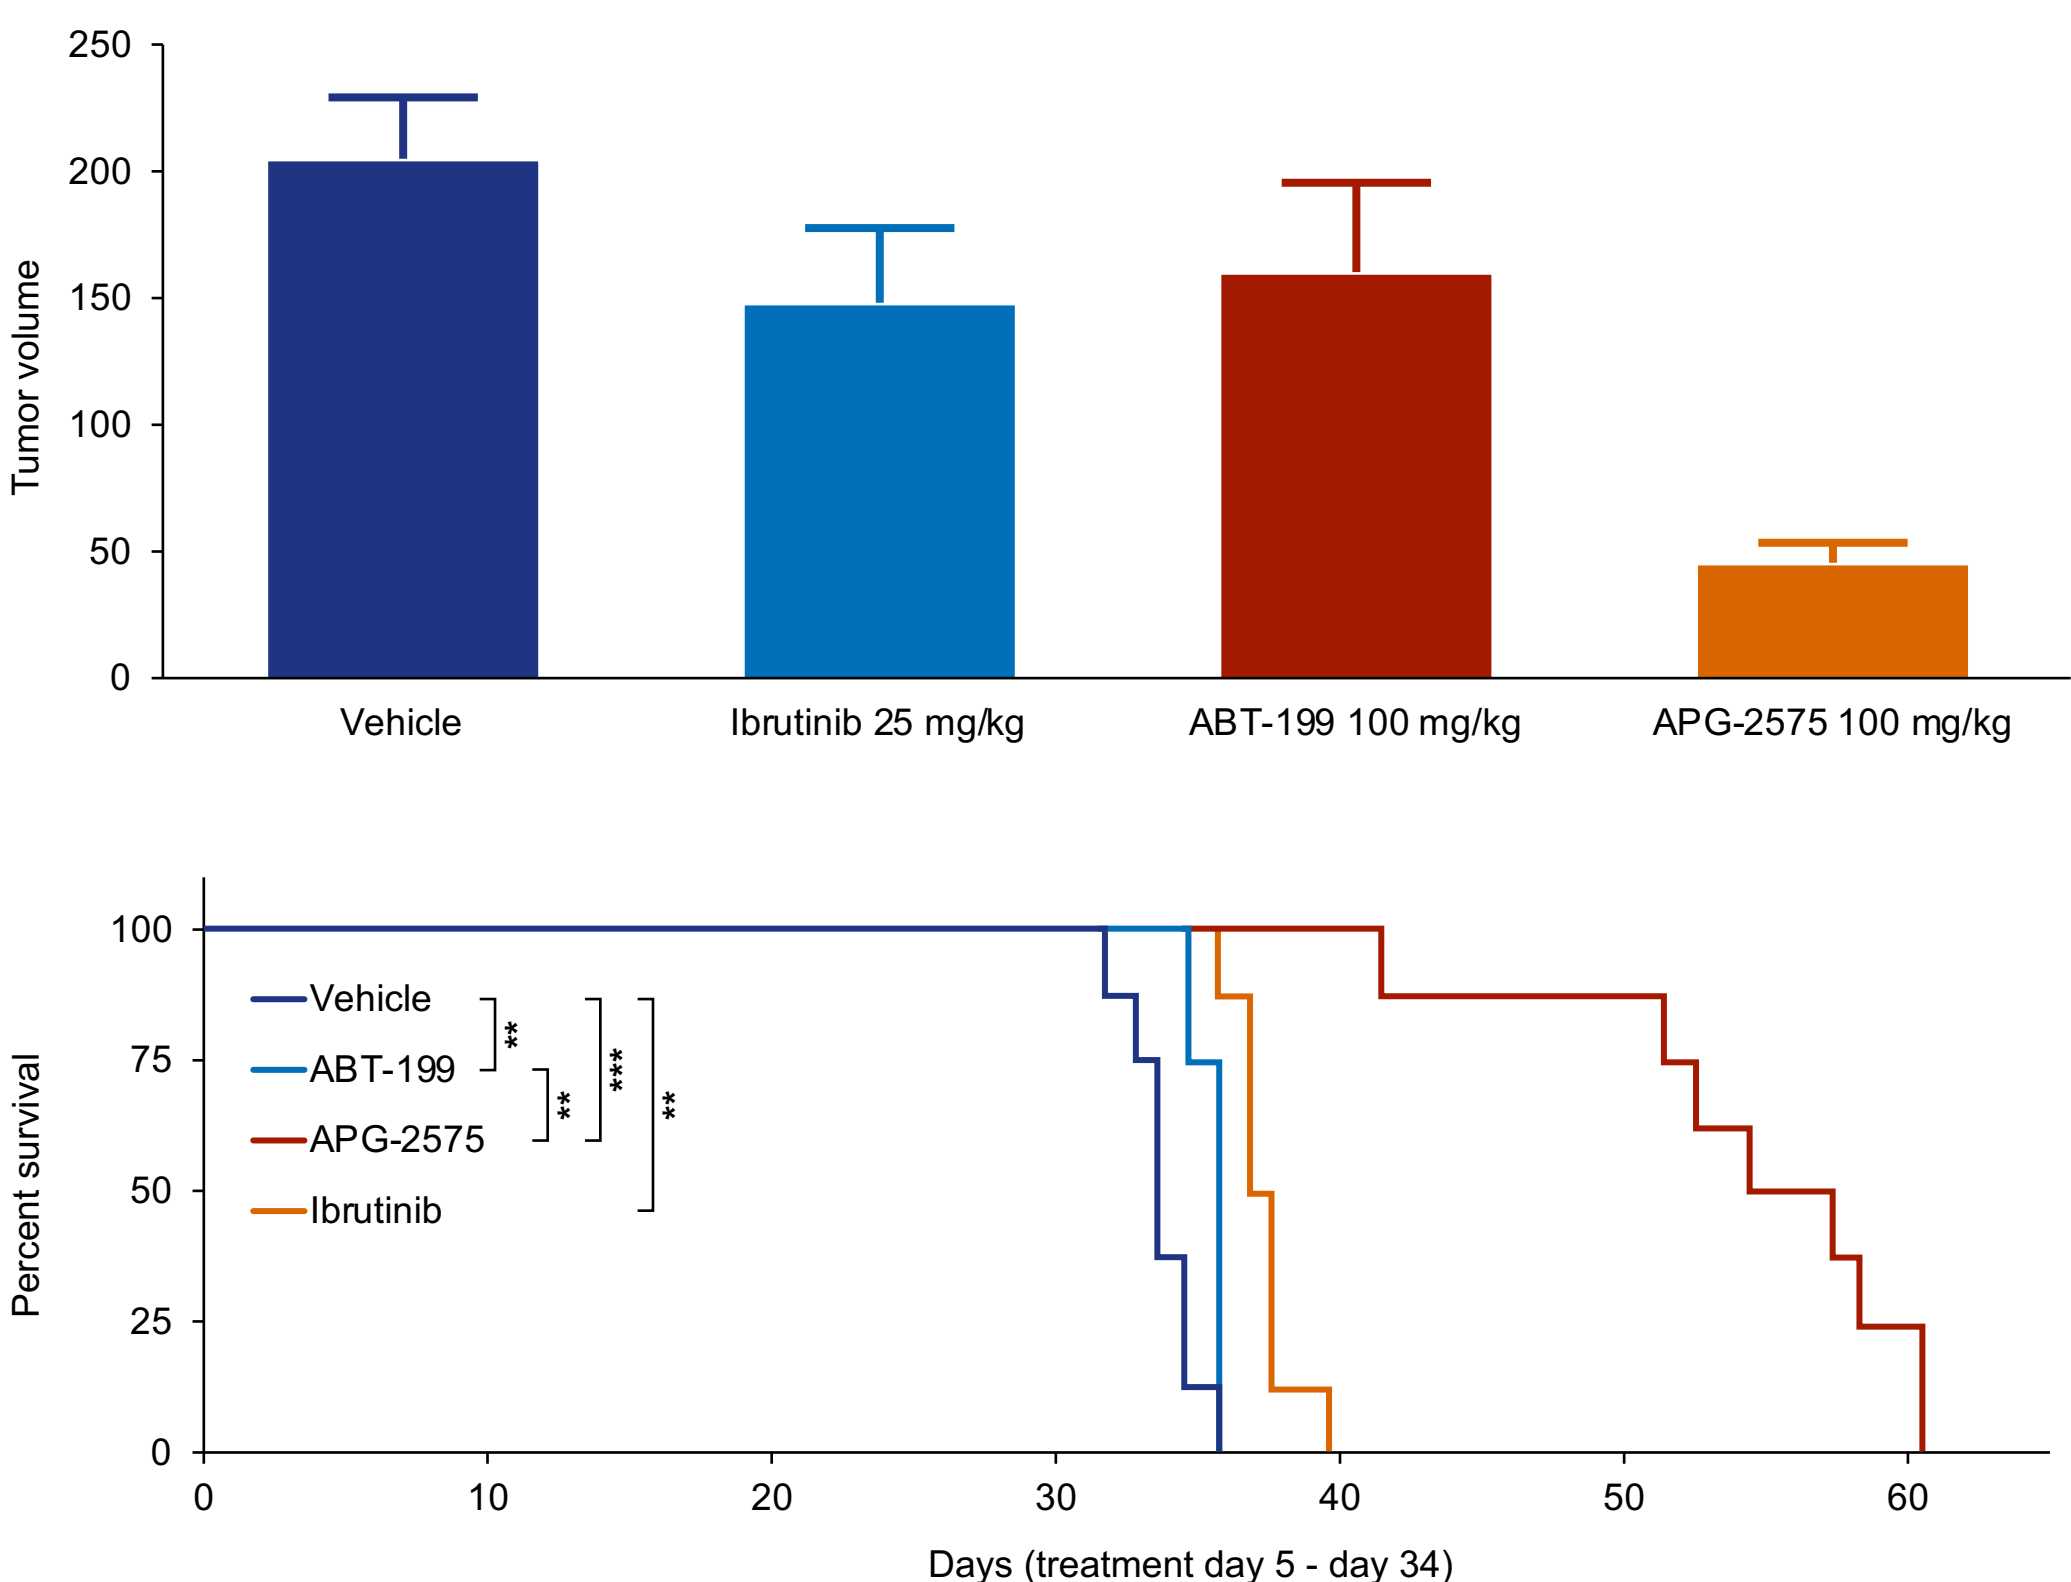 250
200
150
100
50
0
Tumor volume
Vehicle
Ibrutinib 25 mg/kg
ABT-199 100 mg/kg
APG-2575 100 mg/kg
100
75
50
25
0
Percent survival
Vehicle
ABT-199
APG-2575
Ibrutinib
**
**
***
**
0
10
20
30
40
50
60
Days (treatment day 5 - day 34)